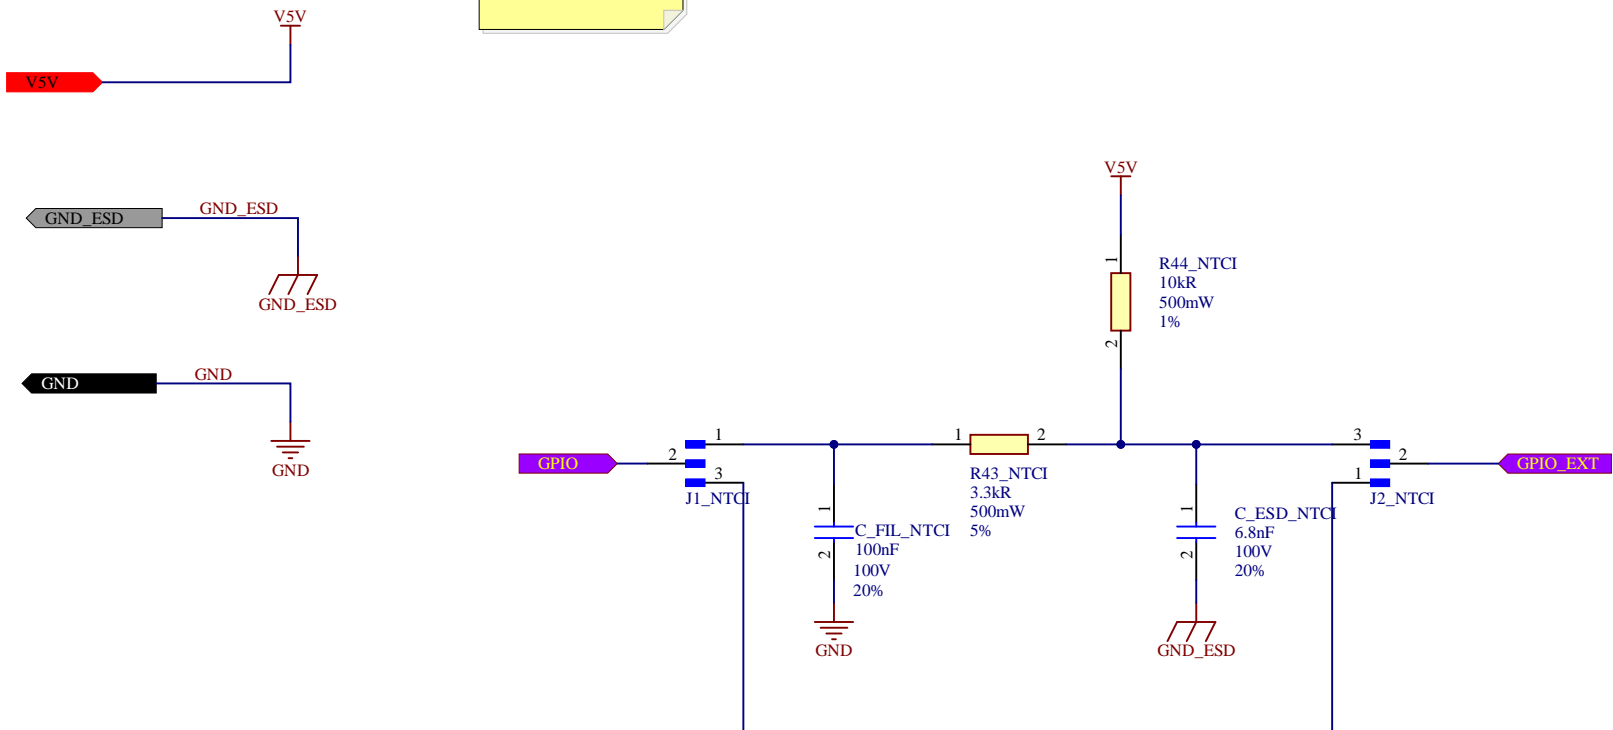 V5V
V5V
GND_ESD
GND_ESD
GND_ESD
GND
GND
GND
V5V
1
R44_NTCI
10kR
500mW
1%
2
GPIO
2
1
3
J1_NTCI
1
2
C_FIL_NTCI
100nF
100V
20%
GND
1
2
R43_NTCI
3.3kR
500mW
5%
1
2
C_ESD_NTCI
6.8nF
100V
20%
GND_ESD
3
2
1
J2_NTCI
GPIO_EXT